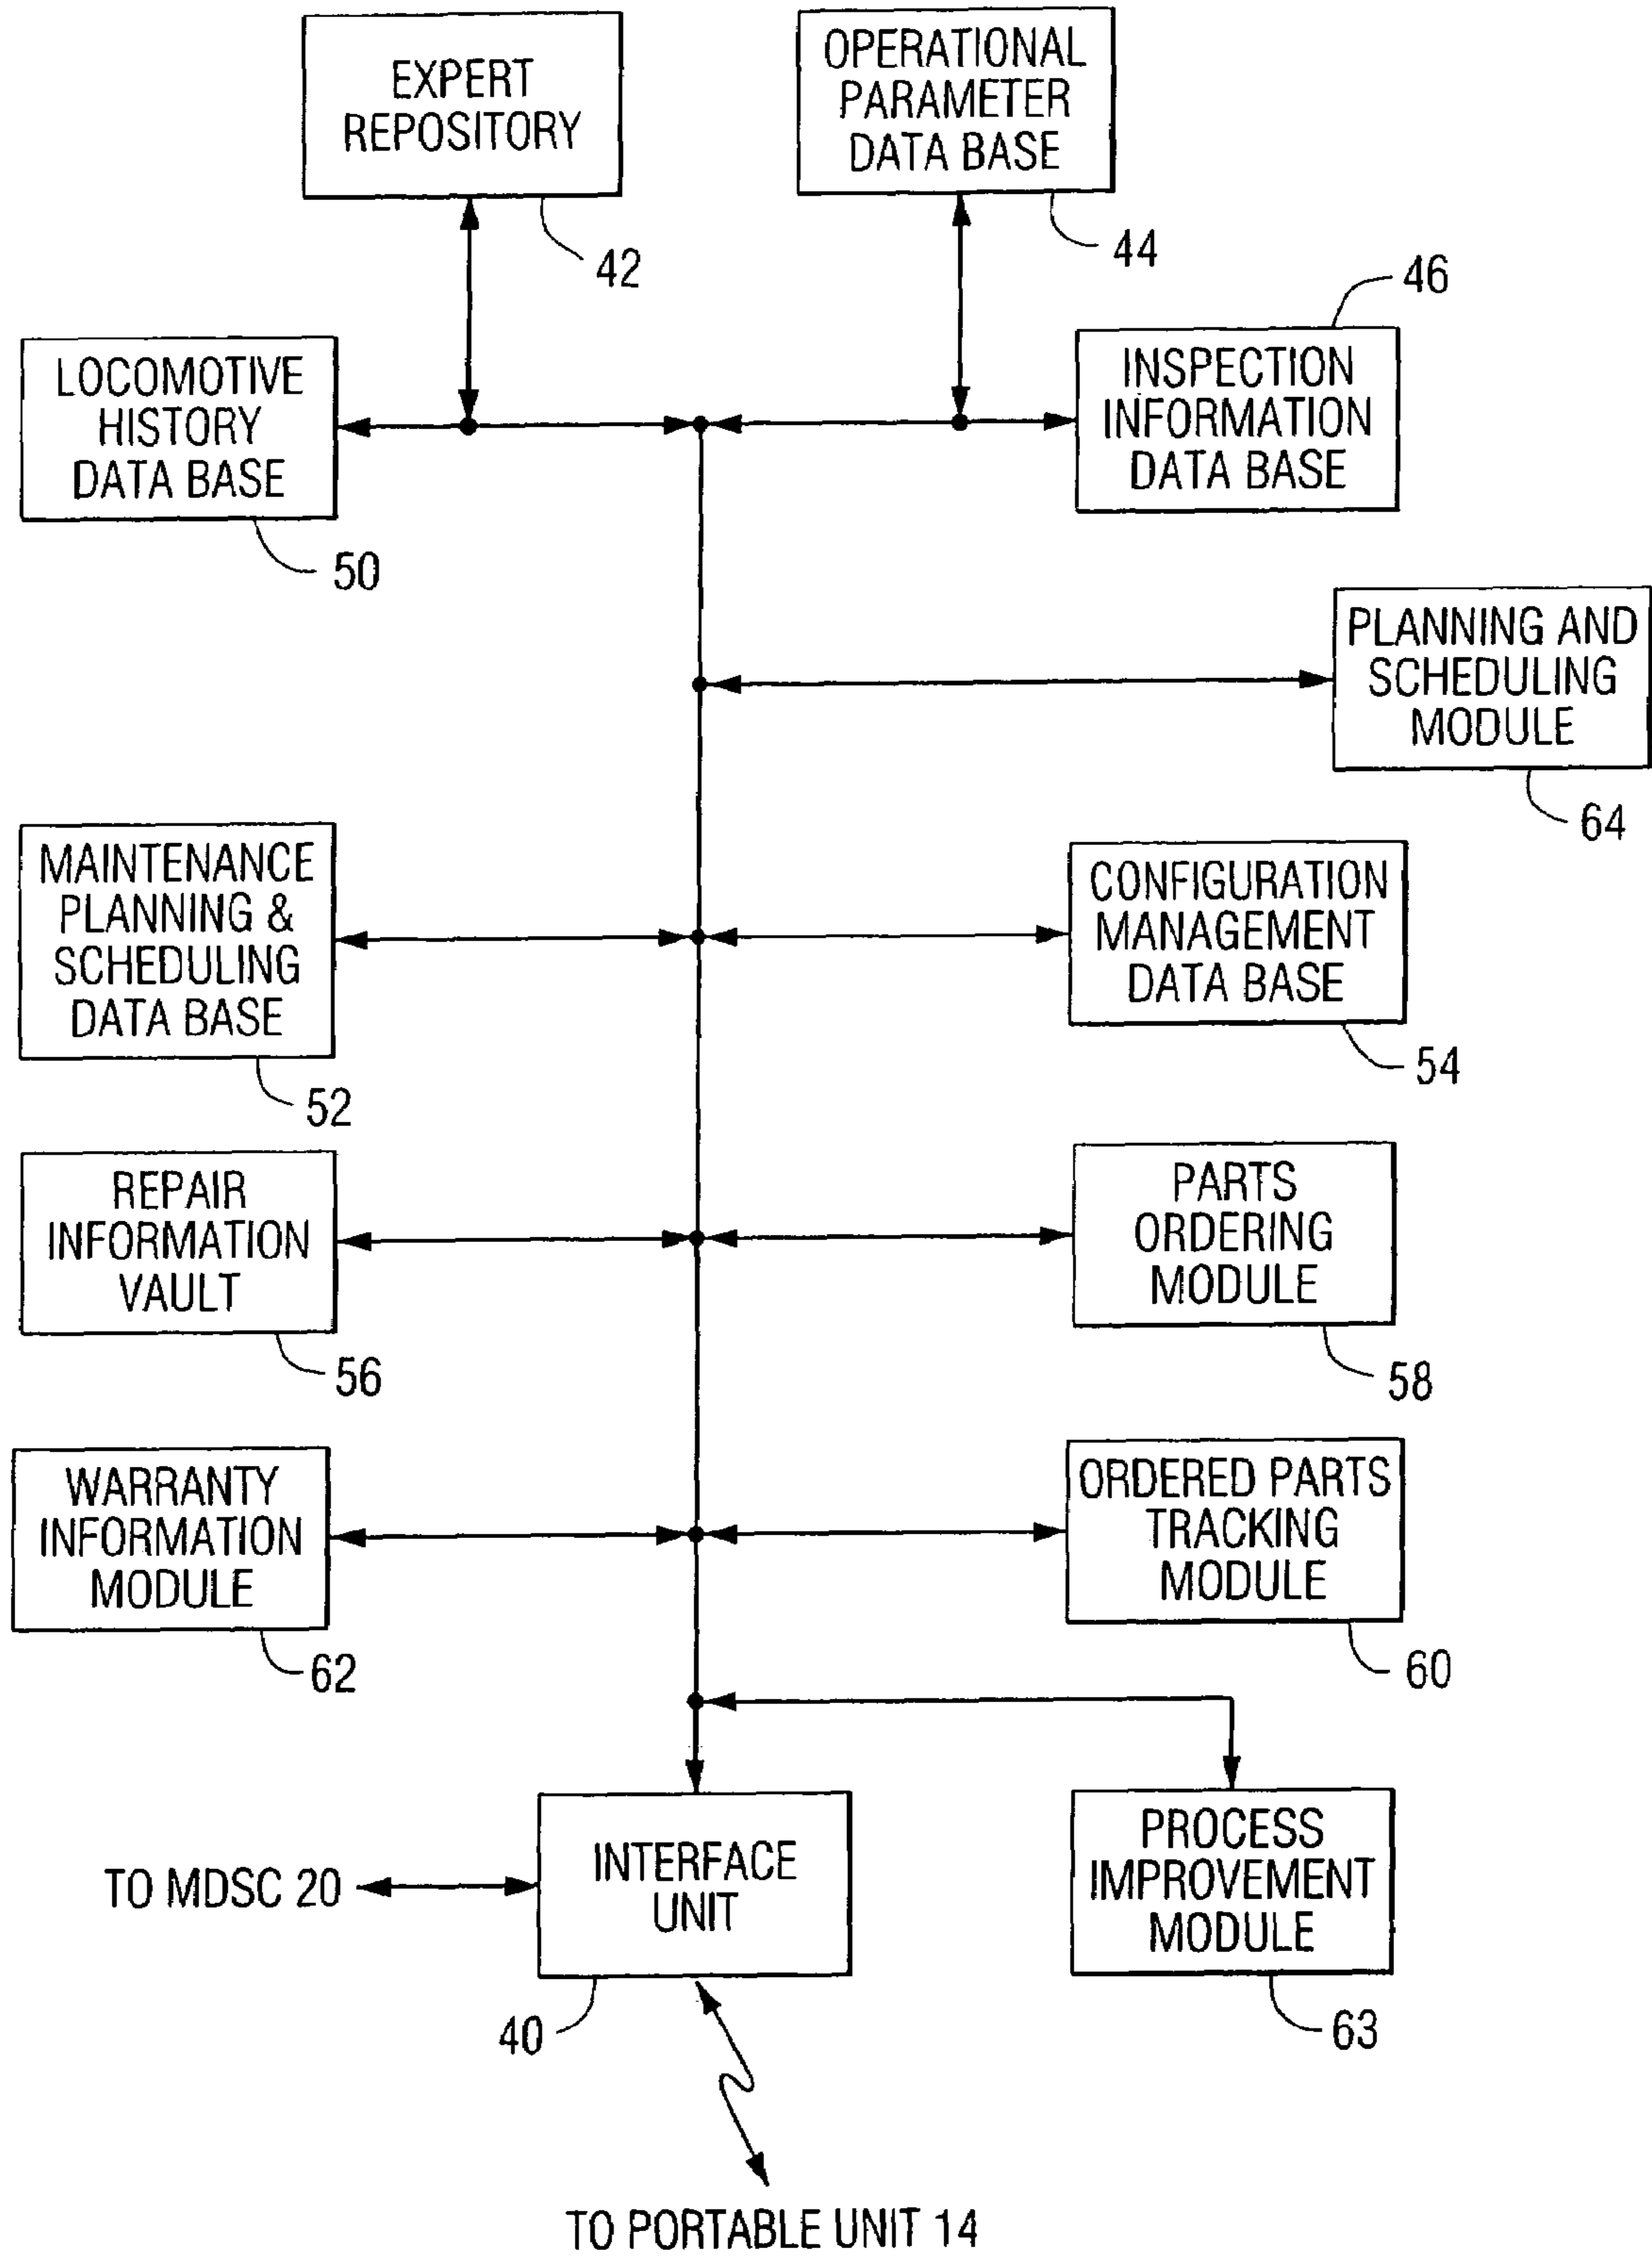 EXPERT
REPOSITORY
42
OPERATIONAL
PARAMETER
DATA BASE
44
46
LOCOMOTIVE
HISTORY
DATA BASE
50
INSPECTION
INFORMATION
DATA BASE
PLANNING AND
SCHEDULING
MODULE
64
MAINTENANCE
PLANNING &
SCHEDULING
DATA BASE
52
CONFIGURATION
MANAGEMENT
DATA BASE
54
REPAIR
INFORMATION
VAULT
56
PARTS
ORDERING
MODULE
58
WARRANTY
INFORMATION
MODULE
62
ORDERED PARTS
TRACKING
MODULE
60
TO MDSC 20
INTERFACE
UNIT
40
PROCESS
IMPROVEMENT
MODULE
63
TO PORTABLE UNIT 14